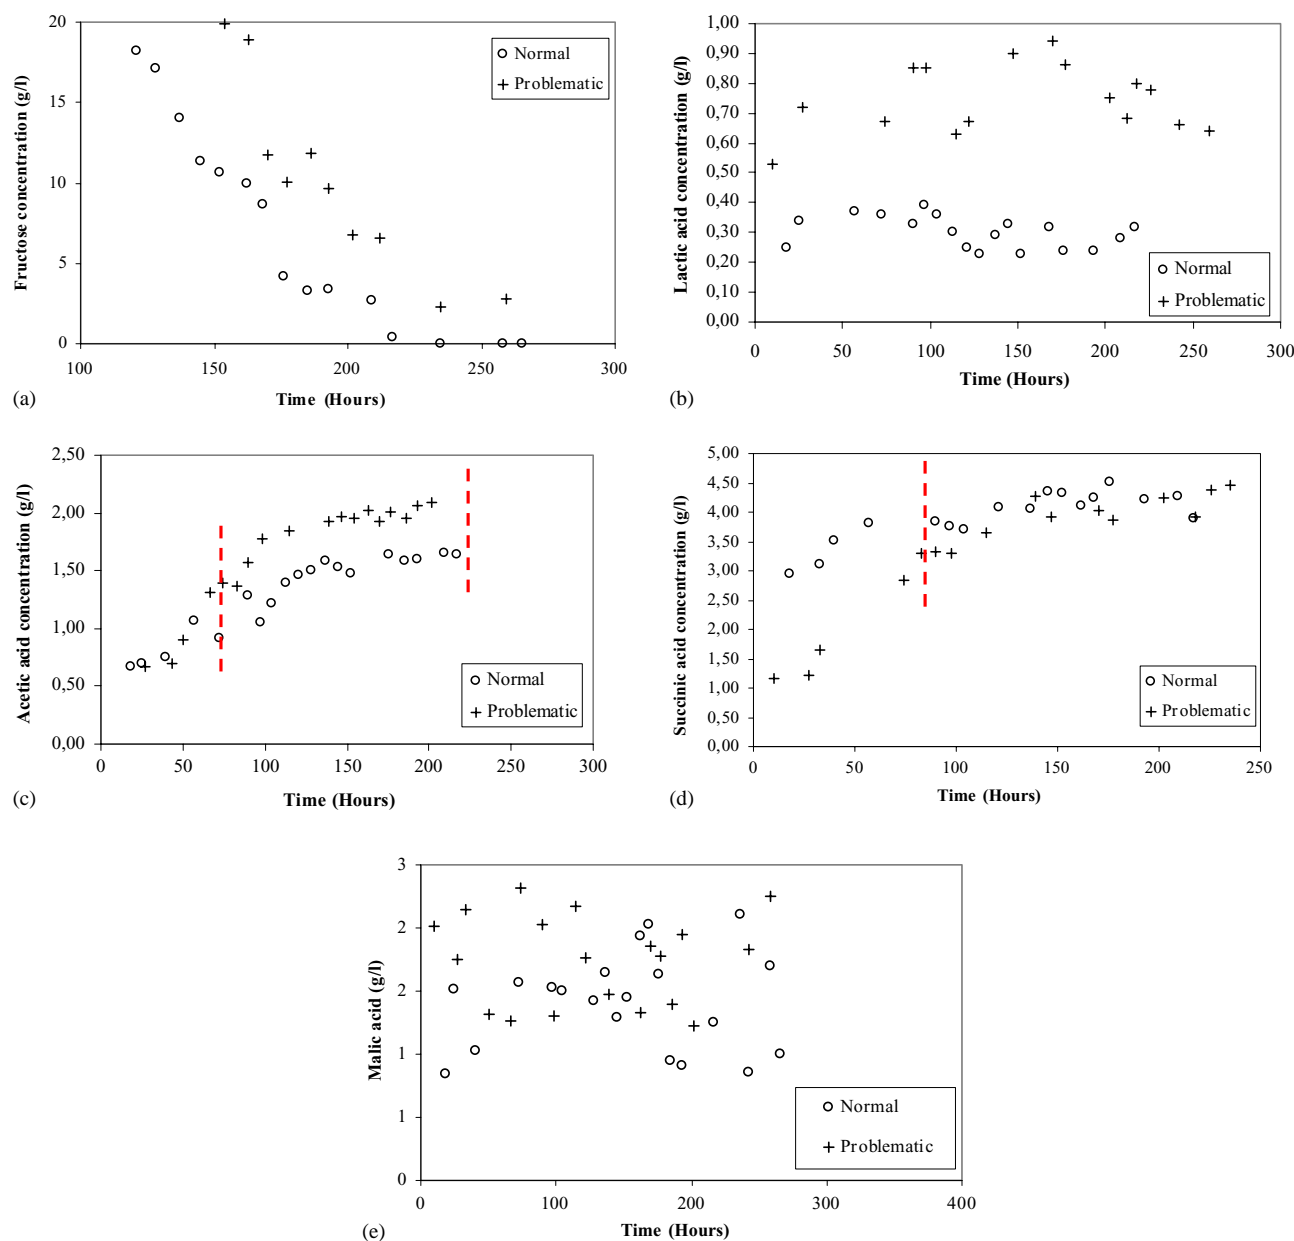 20
15
10
5
0
Fructose concentration (g/l)
Normal
Problematic
100 150 200 250 300
Time (Hours)
(a)
1,00
0,90
0,80
0,70
0,60
0,50
0,40
0,30
0,20
0,10
0,00
Lactic acid concentration (g/l)
Normal
Problematic
0 50 100 150 200 250 300
Time (Hours)
(b)
2,50
2,00
1,50
1,00
0,50
0,00
Acetic acid concentration (g/l)
Normal
Problematic
0 50 100 150 200 250 300
Time (Hours)
(c)
5,00
4,50
4,00
3,50
3,00
2,50
2,00
1,50
1,00
0,50
0,00
Succinic acid concentration (g/l)
Normal
Problematic
0 50 100 150 200 250
Time (Hours)
(d)
3
2
2
1
1
0
Malic acid (g/l)
Normal
Problematic
0 100 200 300 400
Time (Hours)
(e)